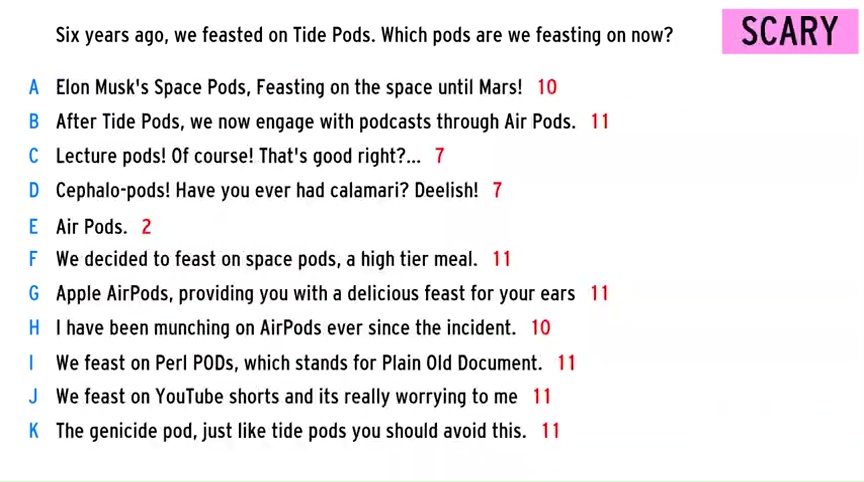 Six years ago, we feasted on Tide Pods. Which pods are we feasting on now?
SCARY
A Elon Musk's Space Pods, Feasting on the space until Mars! 10
B After Tide Pods, we now engage with podcasts through Air Pods. 11
C Lecture pods! Of course! That's good right?... 7
D Cephalo-pods! Have you ever had calamari? Deelish! 7
E Air Pods. 2
F We decided to feast on space pods, a high tier meal. 11
G Apple AirPods, providing you with a delicious feast for your ears 11
H I have been munching on AirPods ever since the incident. 10
I We feast on Perl PODs, which stands for Plain Old Document. 11
J We feast on YouTube shorts and its really worrying to me 11
K The genicide pod, just like tide pods you should avoid this. 11